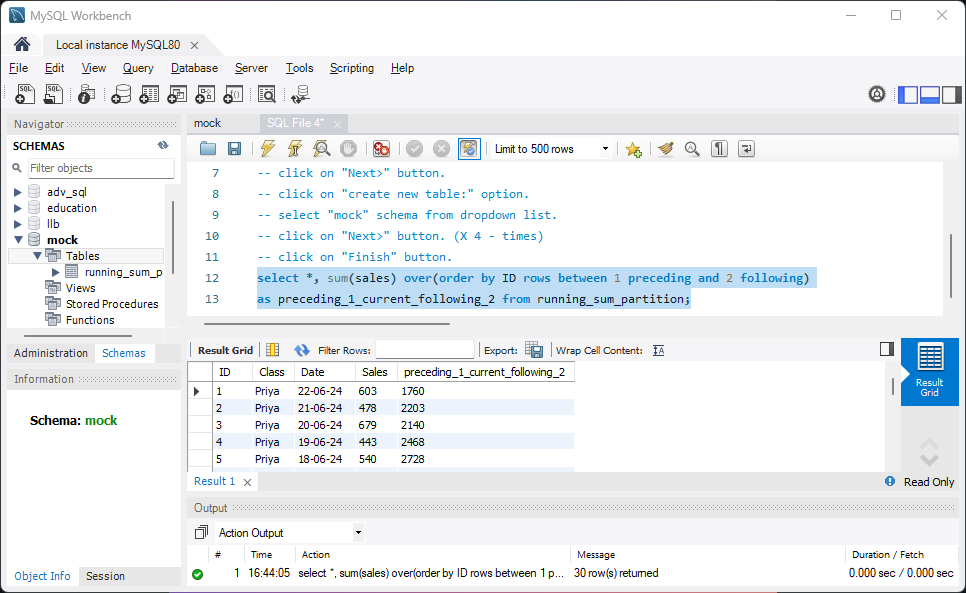 MySQL Workbench
Local instance MySQL80
File Edit View Query Database Server Tools Scripting Help
Navigator
SCHEMAS
Filter objects
adv_sql
education
llb
mock
Tables
running_sum_p
Views
Stored Procedures
Functions
Administration Schemas
Information
Schema: mock
Object Info Session
mock SQL File 4*
Limit to 500 rows
7 -- click on "Next>" button.
8 -- click on "create new table:" option.
9 -- select "mock" schema from dropdown list.
10 -- click on "Next>" button. (X 4 - times)
11 -- click on "Finish" button.
12 select *, sum(sales) over(order by ID rows between 1 preceding and 2 following)
13 as preceding_1_current_following_2 from running_sum_partition;
Result Grid Filter Rows: Export: Wrap Cell Content:
ID Class Date Sales preceding_1_current_following_2
1 Priya 22-06-24 603 1760
2 Priya 21-06-24 478 2203
3 Priya 20-06-24 679 2140
4 Priya 19-06-24 443 2468
5 Priya 18-06-24 540 2728
Result
Grid
Result 1
Read Only
Output
Action Output
# Time Action Message Duration / Fetch
1 16:44:05 select *, sum(sales) over(order by ID rows between 1 p... 30 row(s) returned 0.000 sec / 0.000 sec